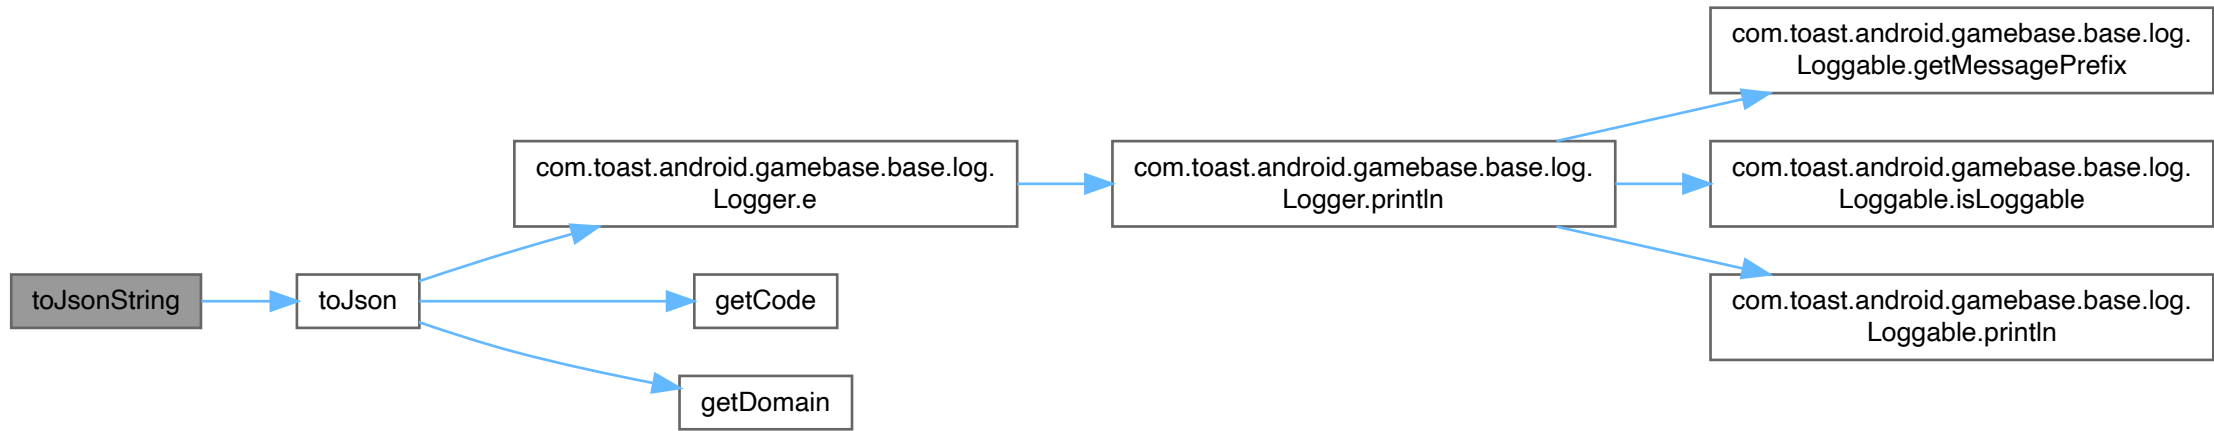 toJsonString
toJson
com.toast.android.gamebase.base.log.
Logger.e
getCode
getDomain
com.toast.android.gamebase.base.log.
Logger.println
com.toast.android.gamebase.base.log.
Loggable.getMessagePrefix
com.toast.android.gamebase.base.log.
Loggable.isLoggable
com.toast.android.gamebase.base.log.
Loggable.println